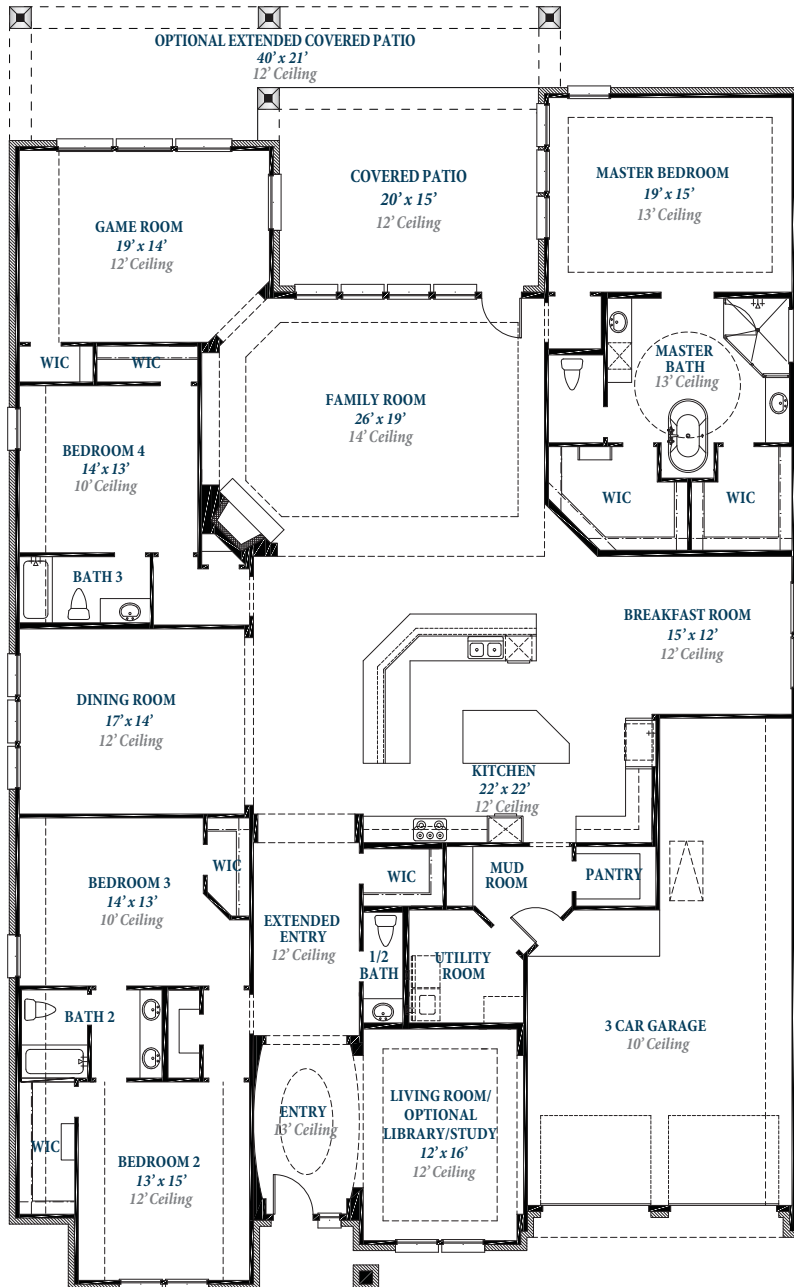 OPTIONAL EXTENDED COVERED PATIO
40' x 21'
12' Ceiling
COVERED PATIO
20' x 15'
12' Ceiling
MASTER BEDROOM
19' x 15'
13' Ceiling
GAME ROOM
19' x 14'
12' Ceiling
WIC
WIC
MASTER
BATH
13' Ceiling
FAMILY ROOM
26' x 19'
14' Ceiling
BEDROOM 4
14' x 13'
10' Ceiling
WIC
WIC
BATH 3
BREAKFAST ROOM
15' x 12'
12' Ceiling
DINING ROOM
17' x 14'
12' Ceiling
KITCHEN
22' x 22'
12' Ceiling
WIC
BEDROOM 3
14' x 13'
10' Ceiling
WIC
MUD
ROOM
PANTRY
EXTENDED
ENTRY
12' Ceiling
1/2
BATH
UTILITY
ROOM
BATH 2
3 CAR GARAGE
10' Ceiling
ENTRY
13' Ceiling
LIVING ROOM/
OPTIONAL
LIBRARY/STUDY
12' x 16'
12' Ceiling
WIC
BEDROOM 2
13' x 15'
12' Ceiling